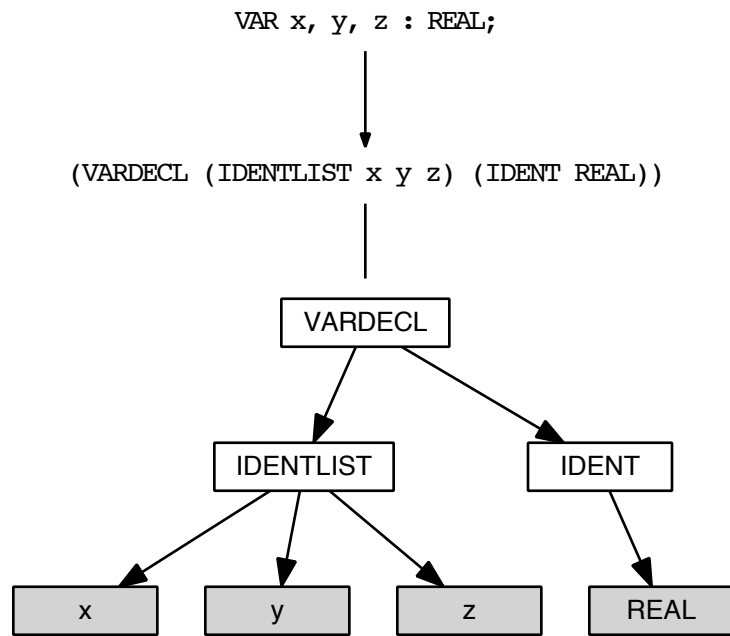 VAR x, y, z : REAL;
(VARDECL (IDENTLIST x y z) (IDENT REAL))
VARDECL
IDENTLIST IDENT
x y z REAL